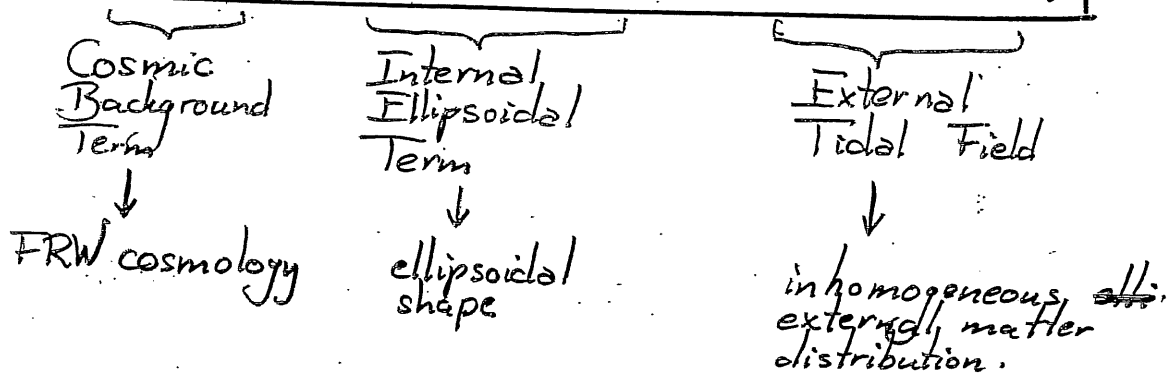 Cosmic
Background
Term
↓
FRW cosmology
Internal
Ellipsoidal
Term
↓
ellipsoidal
shape
External
Tidal Field
↓
inhomogeneous
external matter
distribution.